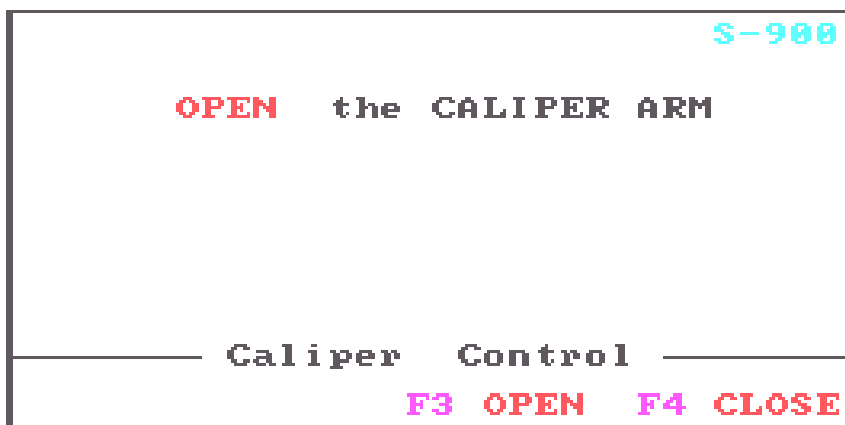 S-900
OPEN the CALIPER ARM
Caliper Control
F3 OPEN F4 CLOSE